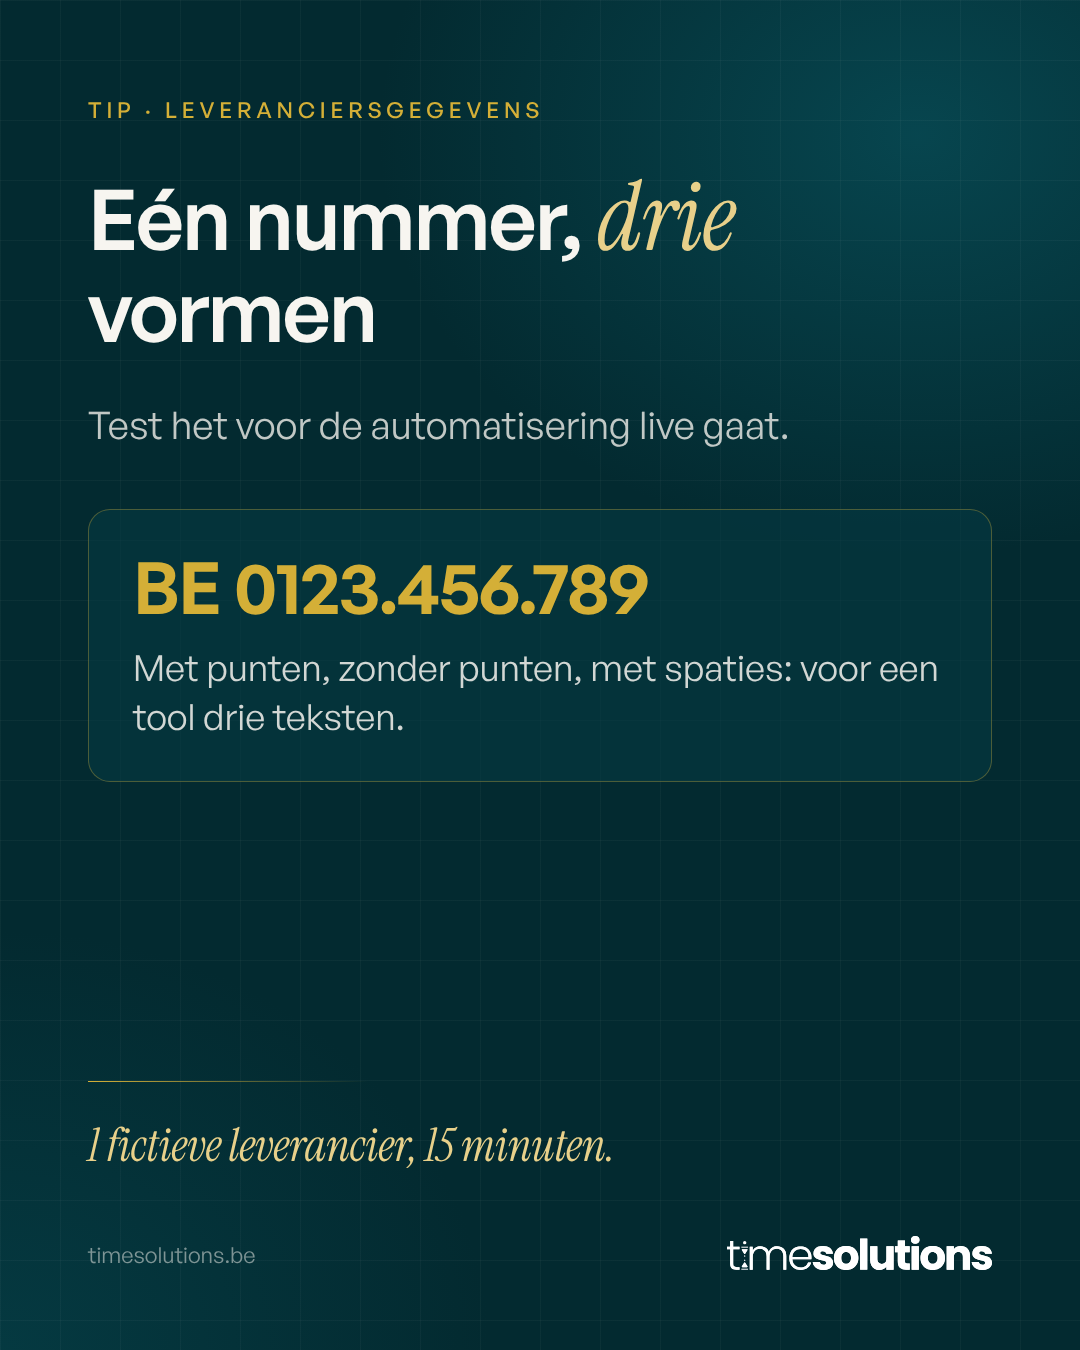 TIP · LEVERANCIERSGEGEVENS
Eén nummer, drie
vormen
Test het voor de automatisering live gaat.
BE 0123.456.789
Met punten, zonder punten, met spaties: voor een
tool drie teksten.
1 fictieve leverancier, 15 minuten.
timesolutions.be
timesolutions